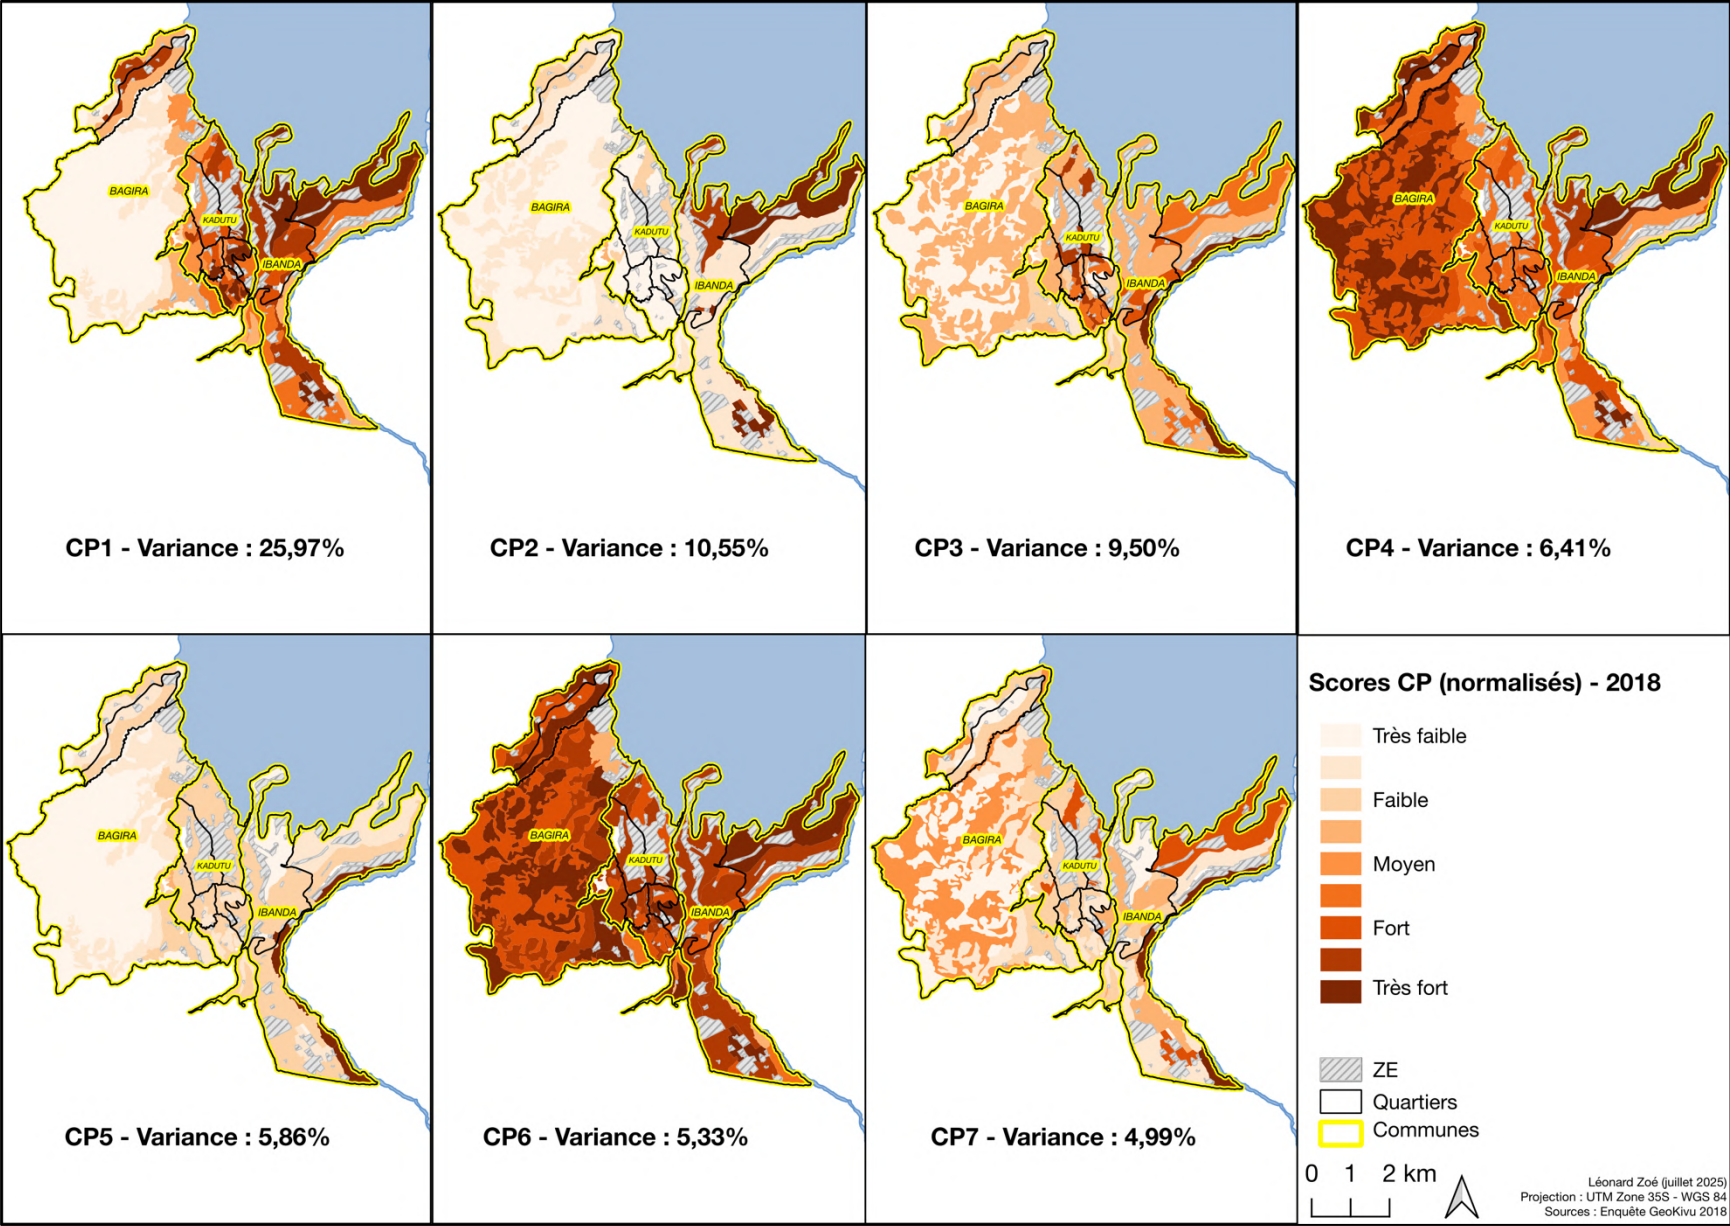 BAGIRA
KADUTU
IBANDA
CP1 - Variance : 25,97%
BAGIRA
KADUTU
IBANDA
CP2 - Variance : 10,55%
BAGIRA
KADUTU
IBANDA
CP3 - Variance : 9,50%
BAGIRA
KADUTU
IBANDA
CP4 - Variance : 6,41%
BAGIRA
KADUTU
IBANDA
CP5 - Variance : 5,86%
BAGIRA
KADUTU
IBANDA
CP6 - Variance : 5,33%
BAGIRA
KADUTU
IBANDA
CP7 - Variance : 4,99%
Scores CP (normalisés) - 2018
Très faible
Faible
Moyen
Fort
Très fort
ZE
Quartiers
Communes
0 1 2 km
Léonard Zoé (juillet 2025)
Projection : UTM Zone 35S - WGS 84
Sources : Enquête GeoKivu 2018